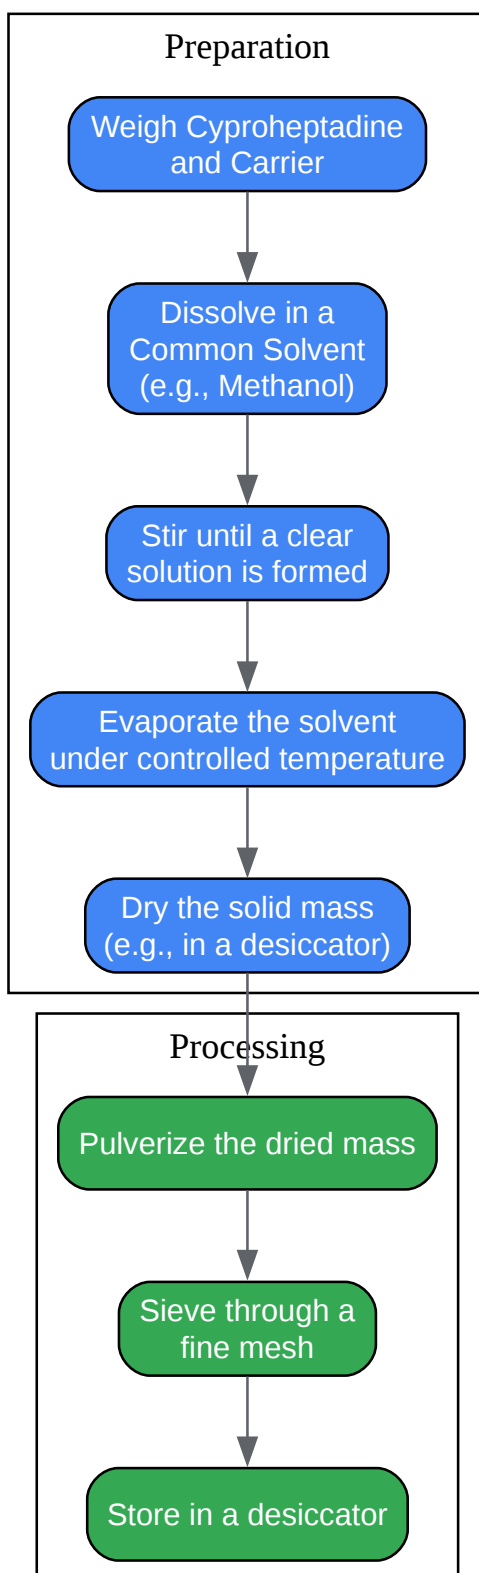 Preparation
Weigh Cyproheptadine
and Carrier
Dissolve in a
Common Solvent
(e.g., Methanol)
Stir until a clear
solution is formed
Evaporate the solvent
under controlled temperature
Dry the solid mass
(e.g., in a desiccator)
Processing
Pulverize the dried mass
Sieve through a
fine mesh
Store in a desiccator